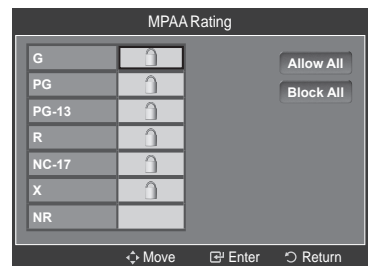 MPAA Rating
G
Allow All
PG
Block All
PG-13
R
NC-17
X
NR
Move Enter Return